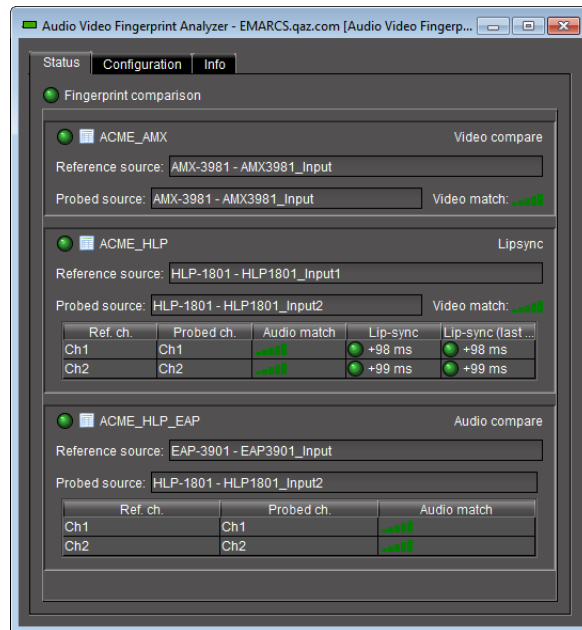 Audio Video Fingerprint Analyzer - EMARCS.qaz.com [Audio Video Fingerp...
Status Configuration Info
Fingerprint comparison
ACME_AMX Video compare
Reference source: AMX-3981 - AMX3981_Input
Probed source: AMX-3981 - AMX3981_Input Video match:
ACME_HLP Lipsync
Reference source: HLP-1801 - HLP1801_Input1
Probed source: HLP-1801 - HLP1801_Input2 Video match:
Ref. ch. Probed ch. Audio match Lip-sync Lip-sync (last ...
Ch1 Ch1 +98 ms +98 ms
Ch2 Ch2 +99 ms +99 ms
ACME_HLP_EAP Audio compare
Reference source: EAP-3901 - EAP3901_Input
Probed source: HLP-1801 - HLP1801_Input2
Ref. ch. Probed ch. Audio match
Ch1 Ch1
Ch2 Ch2